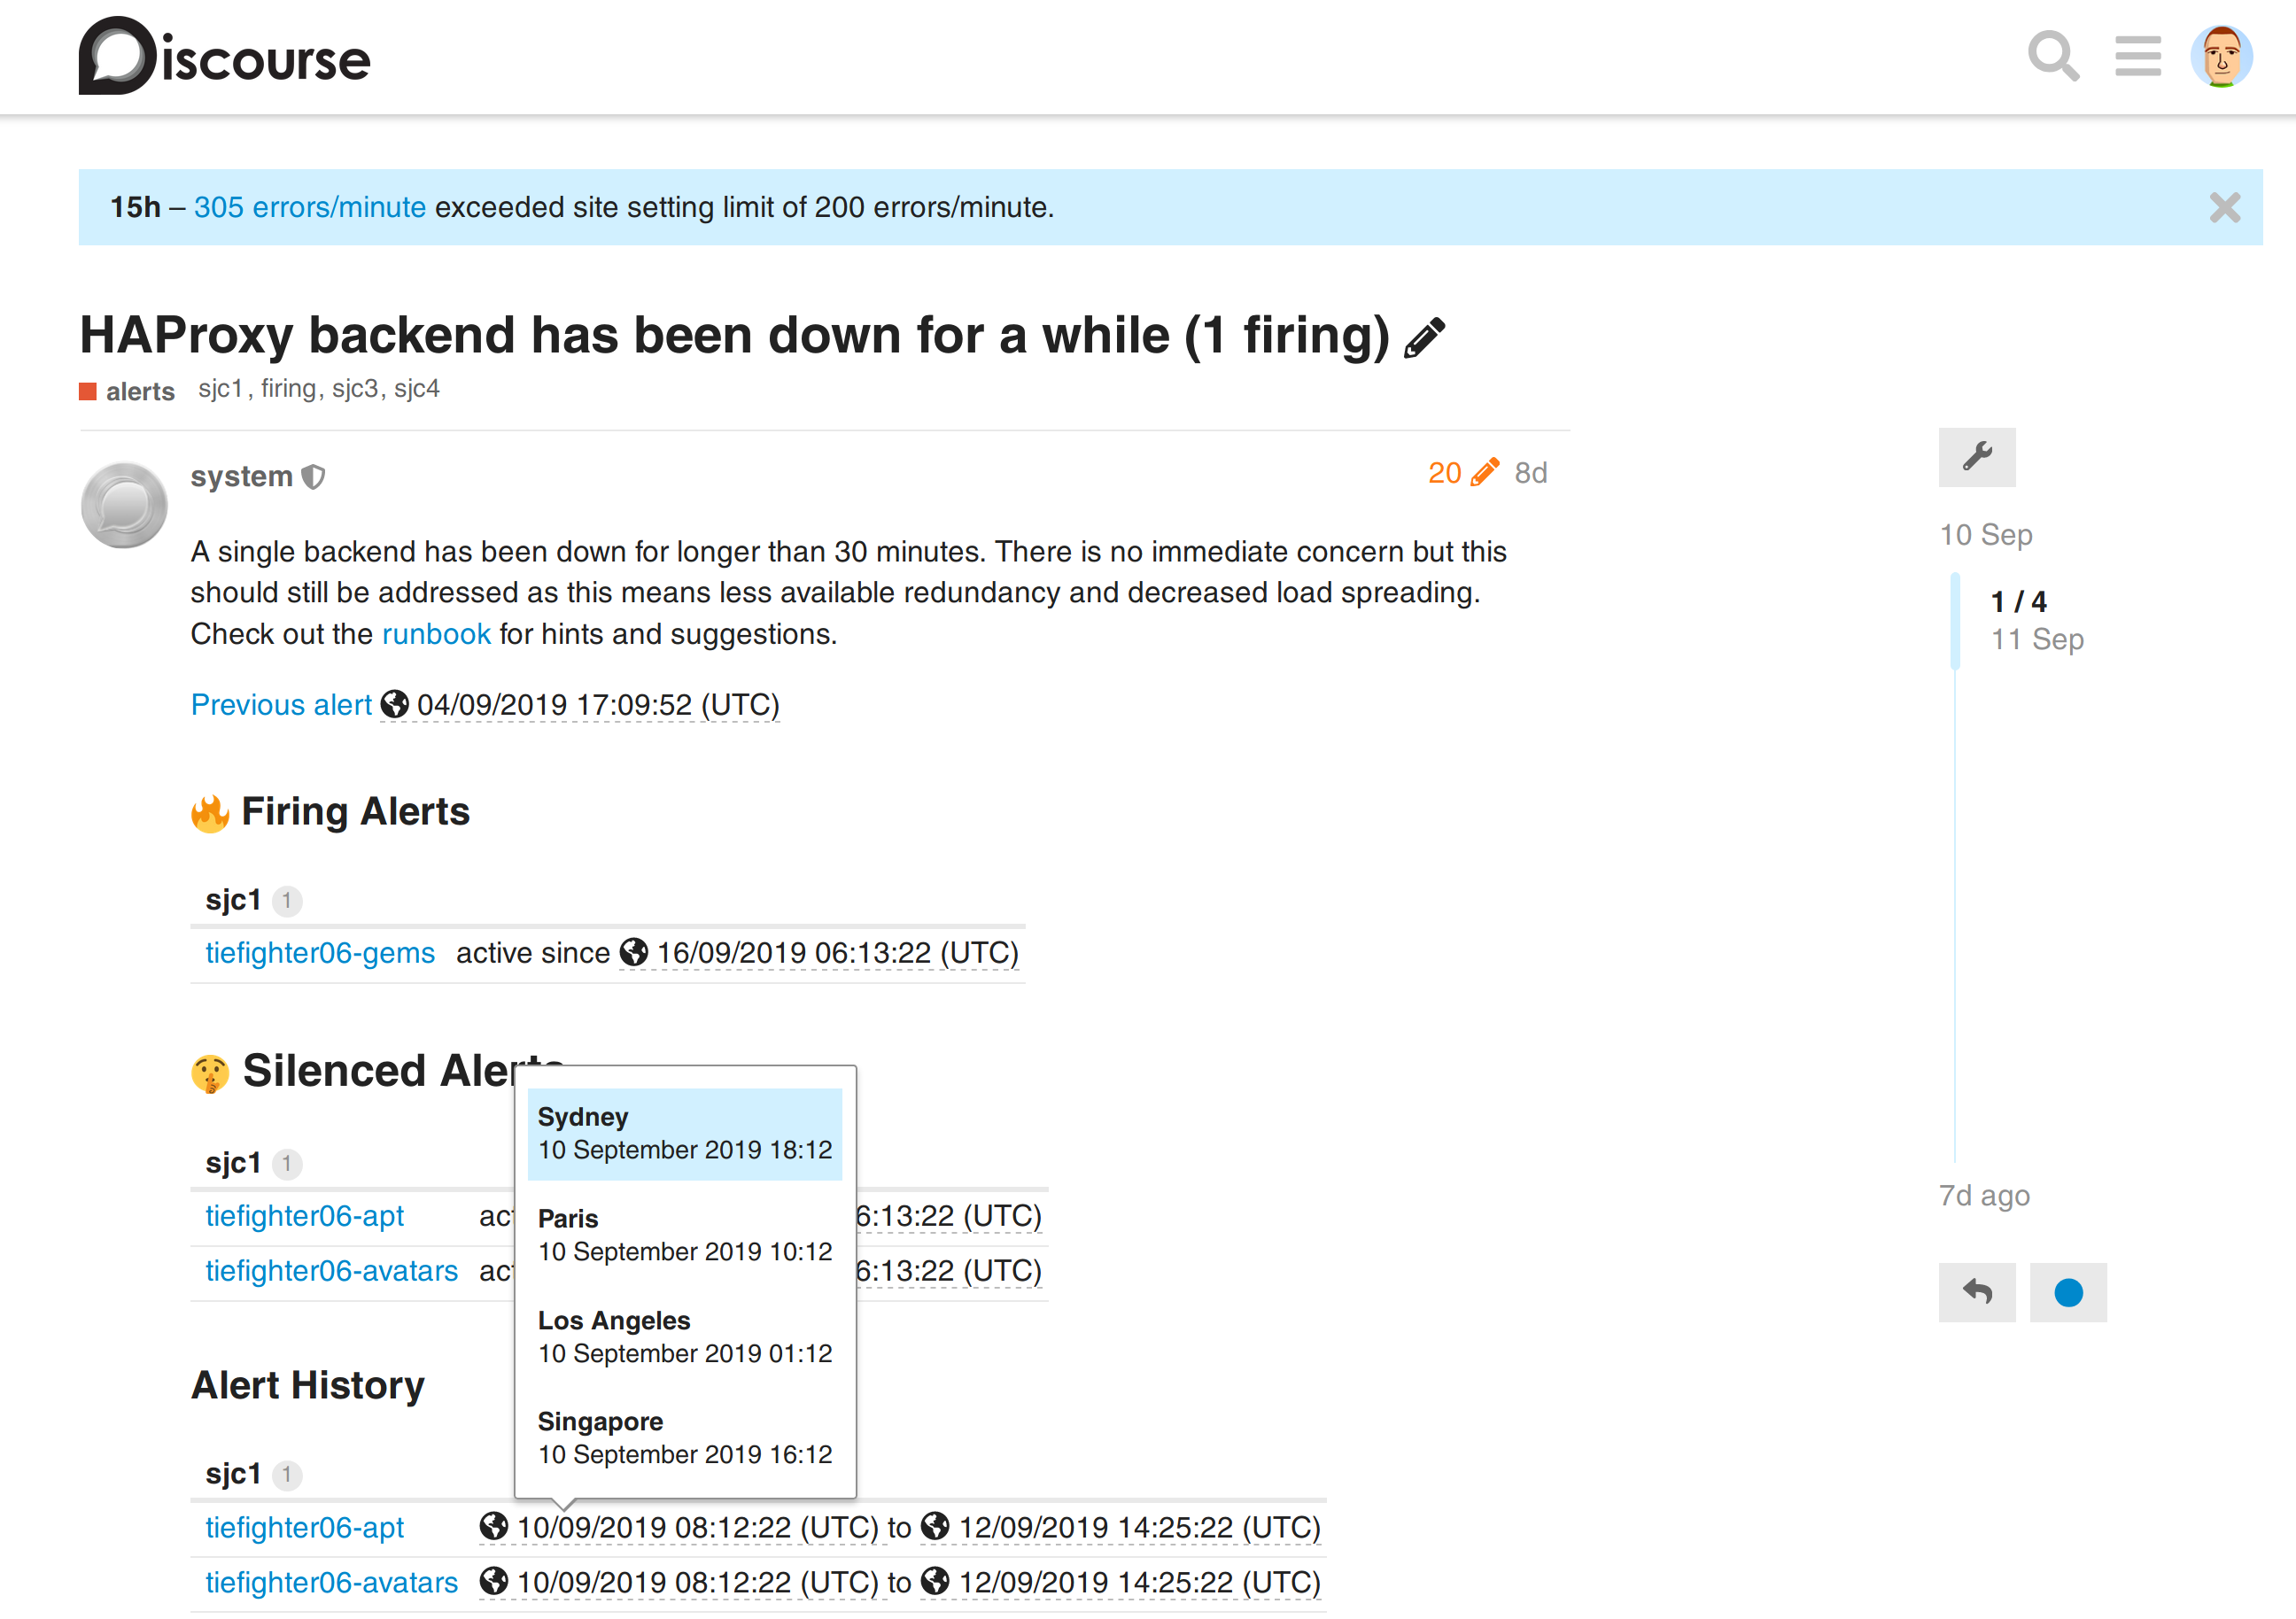 Discourse
15h – 305 errors/minute exceeded site setting limit of 200 errors/minute.
HAProxy backend has been down for a while (1 firing)
alerts sjc1, firing, sjc3, sjc4
system 20 8d
A single backend has been down for longer than 30 minutes. There is no immediate concern but this
should still be addressed as this means less available redundancy and decreased load spreading.
Check out the runbook for hints and suggestions.
Previous alert 04/09/2019 17:09:52 (UTC)
Firing Alerts
sjc1 1
tiefighter06-gems active since 16/09/2019 06:13:22 (UTC)
Silenced Alerts
sjc1 1
tiefighter06-apt 6:13:22 (UTC)
tiefighter06-avatars 6:13:22 (UTC)
Sydney
10 September 2019 18:12
Paris
10 September 2019 10:12
Los Angeles
10 September 2019 01:12
Singapore
10 September 2019 16:12
Alert History
sjc1 1
tiefighter06-apt 10/09/2019 08:12:22 (UTC) to 12/09/2019 14:25:22 (UTC)
tiefighter06-avatars 10/09/2019 08:12:22 (UTC) to 12/09/2019 14:25:22 (UTC)
10 Sep
1 / 4
11 Sep
7d ago